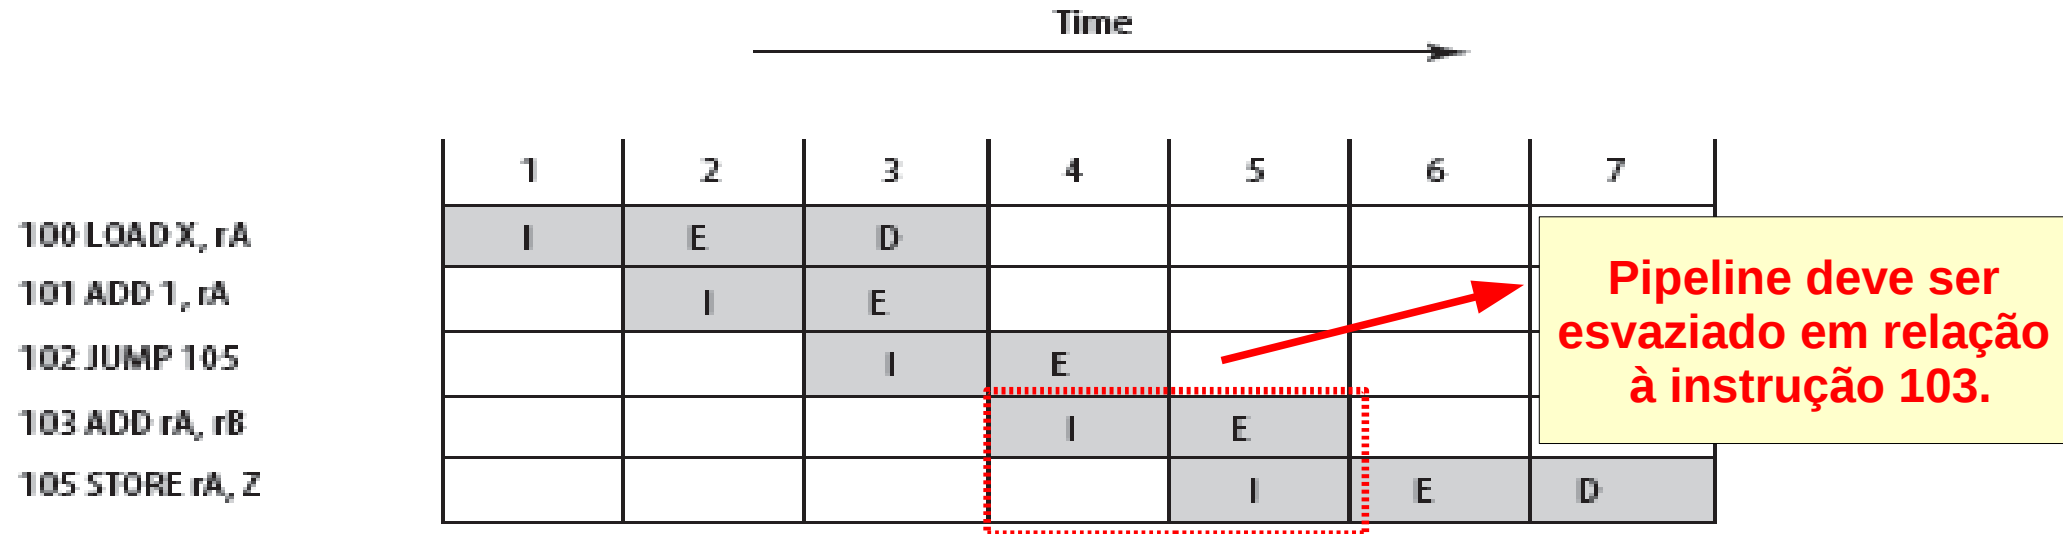 Time
1 2 3 4 5 6 7
100 LOAD X, rA I E D
101 ADD 1, rA I E
102 JUMP 105 I E
103 ADD rA, rB I E
105 STORE rA, Z I E D
Pipeline deve ser
esvaziado em relação
à instrução 103.